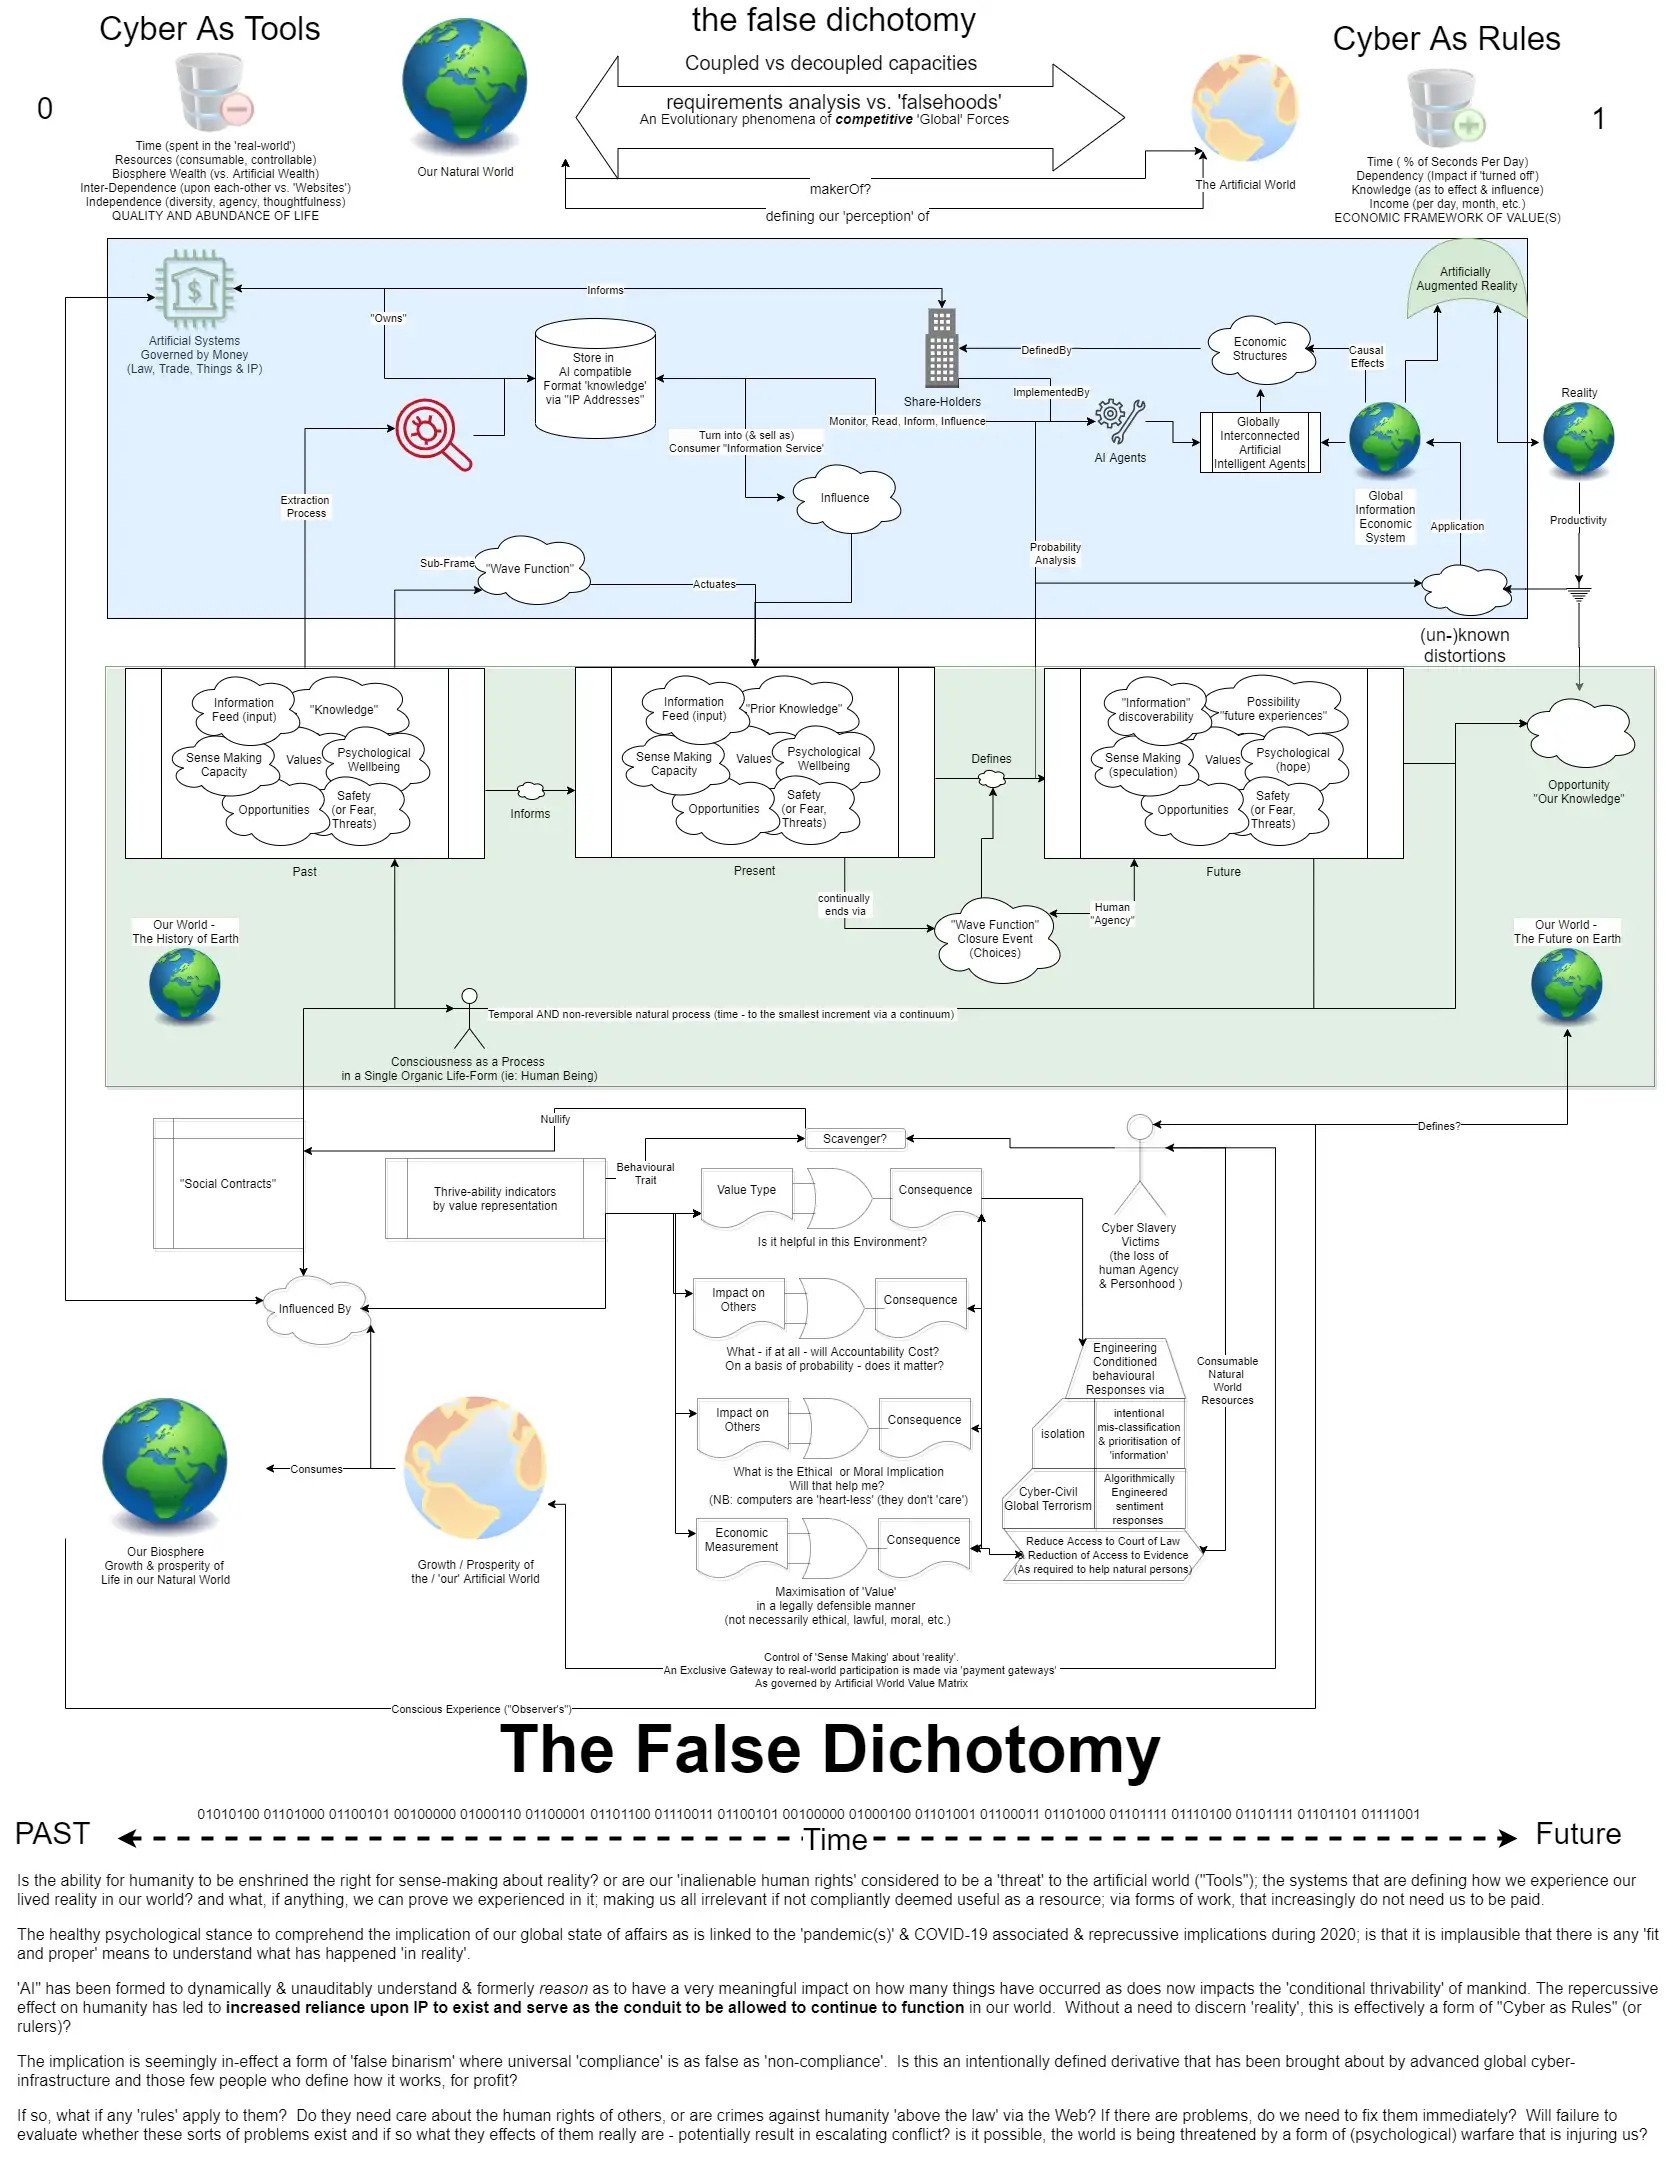 Cyber As Tools
the false dichotomy
Cyber As Rules
0
1
Coupled vs decoupled capacities
requirements analysis vs. 'falsehoods'
An Evolutionary phenomena of competitive 'Global' Forces
Time (spent in the 'real-world')
Resources (consumable, controllable)
Biosphere Wealth (vs. Artificial Wealth)
Inter-Dependence (upon each-other vs. 'Websites')
Independence (diversity, agency, thoughtfulness)
QUALITY AND ABUNDANCE OF LIFE
Our Natural World
makerOf?
defining our 'perception' of
The Artificial World
Time ( % of Seconds Per Day)
Dependency (Impact if 'turned off')
Knowledge (as to effect & influence)
Income (per day, month, etc.)
ECONOMIC FRAMEWORK OF VALUE(S)
Artificial Systems
Governed by Money
(Law, Trade, Things & IP)
Informs
"Owns"
Store in
AI compatible
Format 'knowledge'
via "IP Addresses"
Share-Holders
DefinedBy
Economic
Structures
Causal
Effects
Artificially
Augmented Reality
ImplementedBy
Monitor, Read, Inform, Influence
AI Agents
Globally
Interconnected
Artificial
Intelligent Agents
Reality
Turn into (& sell as)
Consumer "Information Service'
Influence
Extraction
Process
Global
Information
Economic
System
Application
Productivity
Probability
Analysis
Sub-Frame
"Wave Function"
Actuates
(un-)known
distortions
Information
Feed (input)
"Knowledge"
Sense Making
Capacity
Values
Psychological
Wellbeing
Opportunities
Safety
(or Fear,
Threats)
Past
Informs
Information
Feed (input)
"Prior Knowledge"
Sense Making
Capacity
Values
Psychological
Wellbeing
Opportunities
Safety
(or Fear,
Threats)
Present
Defines
"Information"
discoverability
Possibility
"future experiences"
Sense Making
(speculation)
Values
Psychological
(hope)
Opportunities
Safety
(or Fear,
Threats)
Future
Opportunity
"Our Knowledge"
continually
ends via
"Wave Function"
Closure Event
(Choices)
Human
"Agency"
Our World -
The History of Earth
Our World -
The Future on Earth
Temporal AND non-reversible natural process (time - to the smallest increment via a continuum)
Consciousness as a Process
in a Single Organic Life-Form (ie: Human Being)
Nullify
Scavenger?
Defines?
"Social Contracts"
Thrive-ability indicators
by value representation
Behavioural
Trait
Value Type
Consequence
Is it helpful in this Environment?
Cyber Slavery
Victims
(the loss of
human Agency
& Personhood )
Influenced By
Impact on
Others
Consequence
What - if at all - will Accountability Cost?
On a basis of probability - does it matter?
Engineering
Conditioned
behavioural
Responses via
Consumable
Natural
World
Resources
Impact on
Others
Consequence
What is the Ethical or Moral Implication
Will that help me?
(NB: computers are 'heart-less' (they don't 'care')
isolation
intentional
mis-classification
& prioritisation of
'information'
Cyber-Civil
Global Terrorism
Algorithmically
Engineered
sentiment
responses
Consumes
Economic
Measurement
Consequence
Reduce Access to Court of Law
& Reduction of Access to Evidence
(As required to help natural persons)
Our Biosphere
Growth & prosperity of
Life in our Natural World
Growth / Prosperity of
the / 'our' Artificial World
Maximisation of 'Value'
in a legally defensible manner
(not necessarily ethical, lawful, moral, etc.)
Control of 'Sense Making' about 'reality'.
An Exclusive Gateway to real-world participation is made via 'payment gateways'
As governed by Artificial World Value Matrix
Conscious Experience ("Observer's")
The False Dichotomy
01010100 01101000 01100101 00100000 01000110 01100001 01101100 01110011 01100101 00100000 01000100 01101001 01100011 01101000 01101111 01110100 01101111 01101101 01111001
PAST
Time
Future
Is the ability for humanity to be enshrined the right for sense-making about reality? or are our 'inalienable human rights' considered to be a 'threat' to the artificial world ("Tools"); the systems that are defining how we experience our
lived reality in our world? and what, if anything, we can prove we experienced in it; making us all irrelevant if not compliantly deemed useful as a resource; via forms of work, that increasingly do not need us to be paid.
The healthy psychological stance to comprehend the implication of our global state of affairs as is linked to the 'pandemic(s)' & COVID-19 associated & reprecussive implications during 2020; is that it is implausible that there is any 'fit
and proper' means to understand what has happened 'in reality'.
'AI" has been formed to dynamically & unauditably understand & formerly reason as to have a very meaningful impact on how many things have occurred as does now impacts the 'conditional thrivability' of mankind. The repercussive
effect on humanity has led to increased reliance upon IP to exist and serve as the conduit to be allowed to continue to function in our world. Without a need to discern 'reality', this is effectively a form of "Cyber as Rules" (or
rulers)?
The implication is seemingly in-effect a form of 'false binarism' where universal 'compliance' is as false as 'non-compliance'. Is this an intentionally defined derivative that has been brought about by advanced global cyber-
infrastructure and those few people who define how it works, for profit?
If so, what if any 'rules' apply to them? Do they need care about the human rights of others, or are crimes against humanity 'above the law' via the Web? If there are problems, do we need to fix them immediately? Will failure to
evaluate whether these sorts of problems exist and if so what they effects of them really are - potentially result in escalating conflict? is it possible, the world is being threatened by a form of (psychological) warfare that is injuring us?